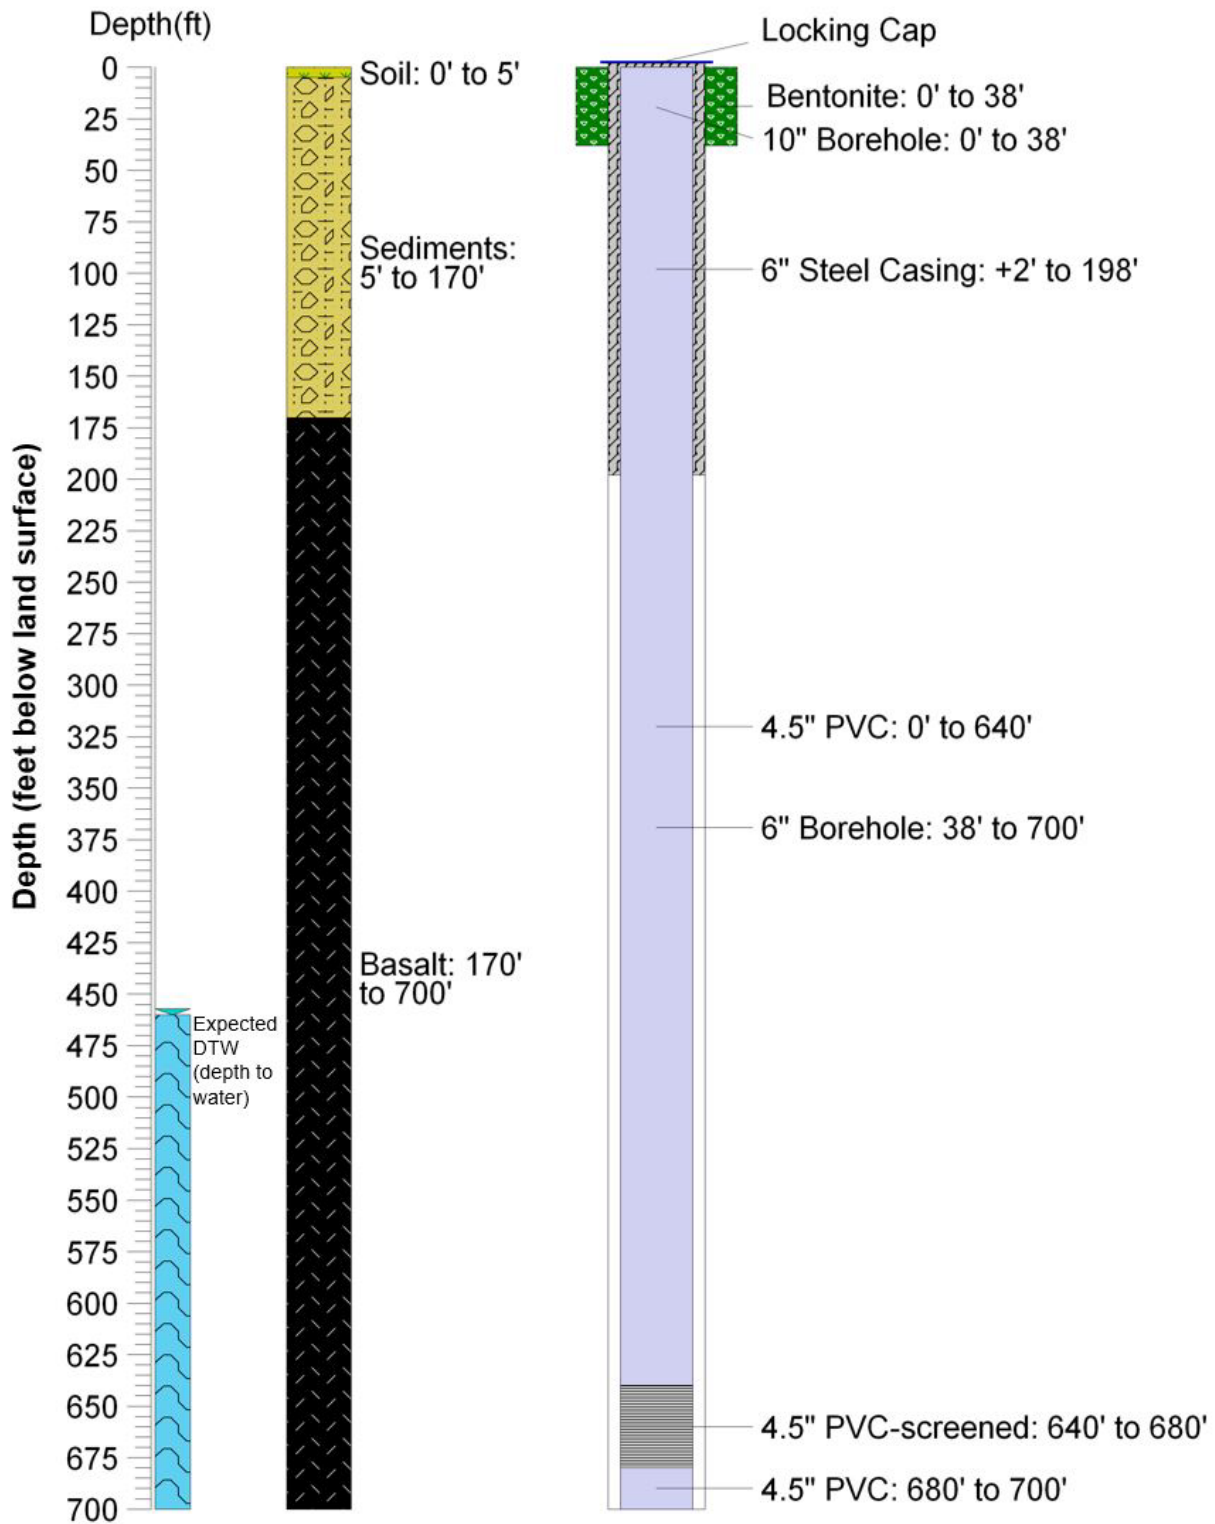 Depth(ft)
0
25
50
75
100
125
150
175
200
225
250
275
300
325
350
375
400
425
450
475
500
525
550
575
600
625
650
675
700
Depth (feet below land surface)
Expected
DTW
(depth to
water)
Soil: 0' to 5'
Sediments:
5' to 170'
Basalt: 170'
to 700'
Locking Cap
Bentonite: 0' to 38'
10" Borehole: 0' to 38'
6" Steel Casing: +2' to 198'
4.5" PVC: 0' to 640'
6" Borehole: 38' to 700'
4.5" PVC-screened: 640' to 680'
4.5" PVC: 680' to 700'